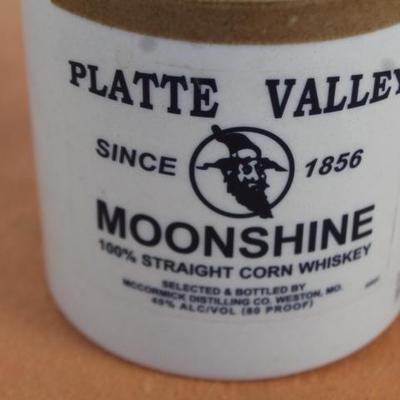 PLATTE VALLEY
SINCE 1856
MOONSHINE
100% STRAIGHT CORN WHISKEY
SELECTED & BOTTLED BY
MCCORMICK DISTILLING CO. WESTON, MO.
40% ALC/VOL (80 PROOF)